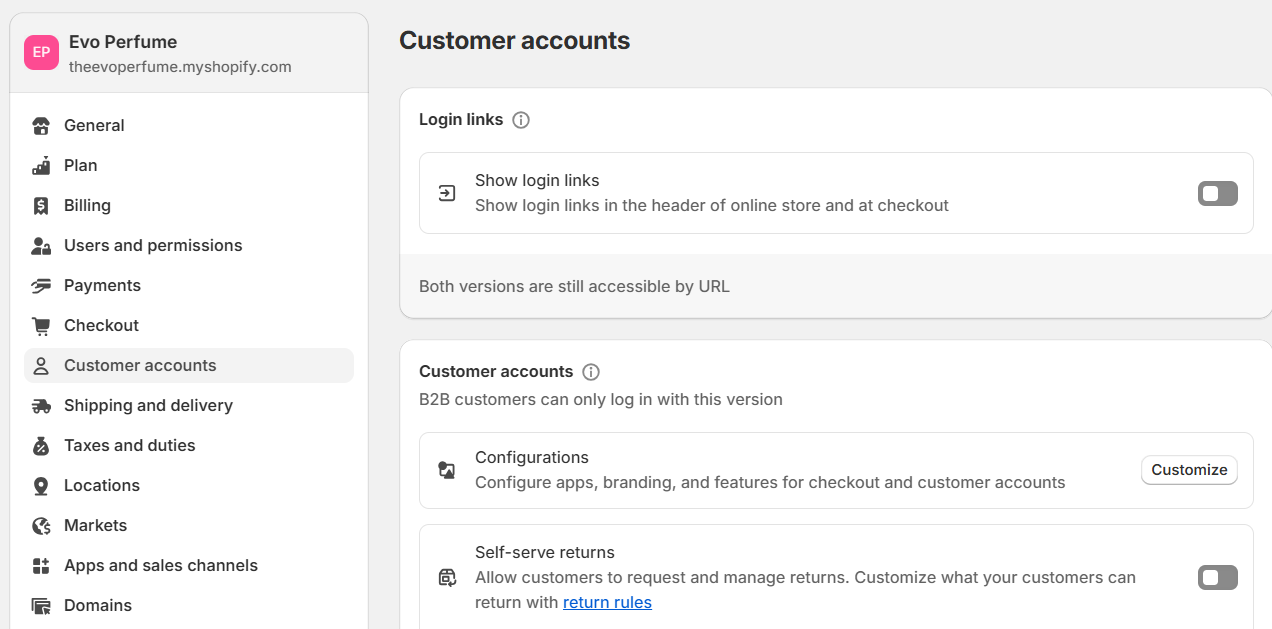 EP
Evo Perfume
theevoperfume.myshopify.com
General
Plan
Billing
Users and permissions
Payments
Checkout
Customer accounts
Shipping and delivery
Taxes and duties
Locations
Markets
Apps and sales channels
Domains
Customer accounts
Login links
Show login links
Show login links in the header of online store and at checkout
Both versions are still accessible by URL
Customer accounts
B2B customers can only log in with this version
Configurations
Configure apps, branding, and features for checkout and customer accounts
Customize
Self-serve returns
Allow customers to request and manage returns. Customize what your customers can
return with return rules